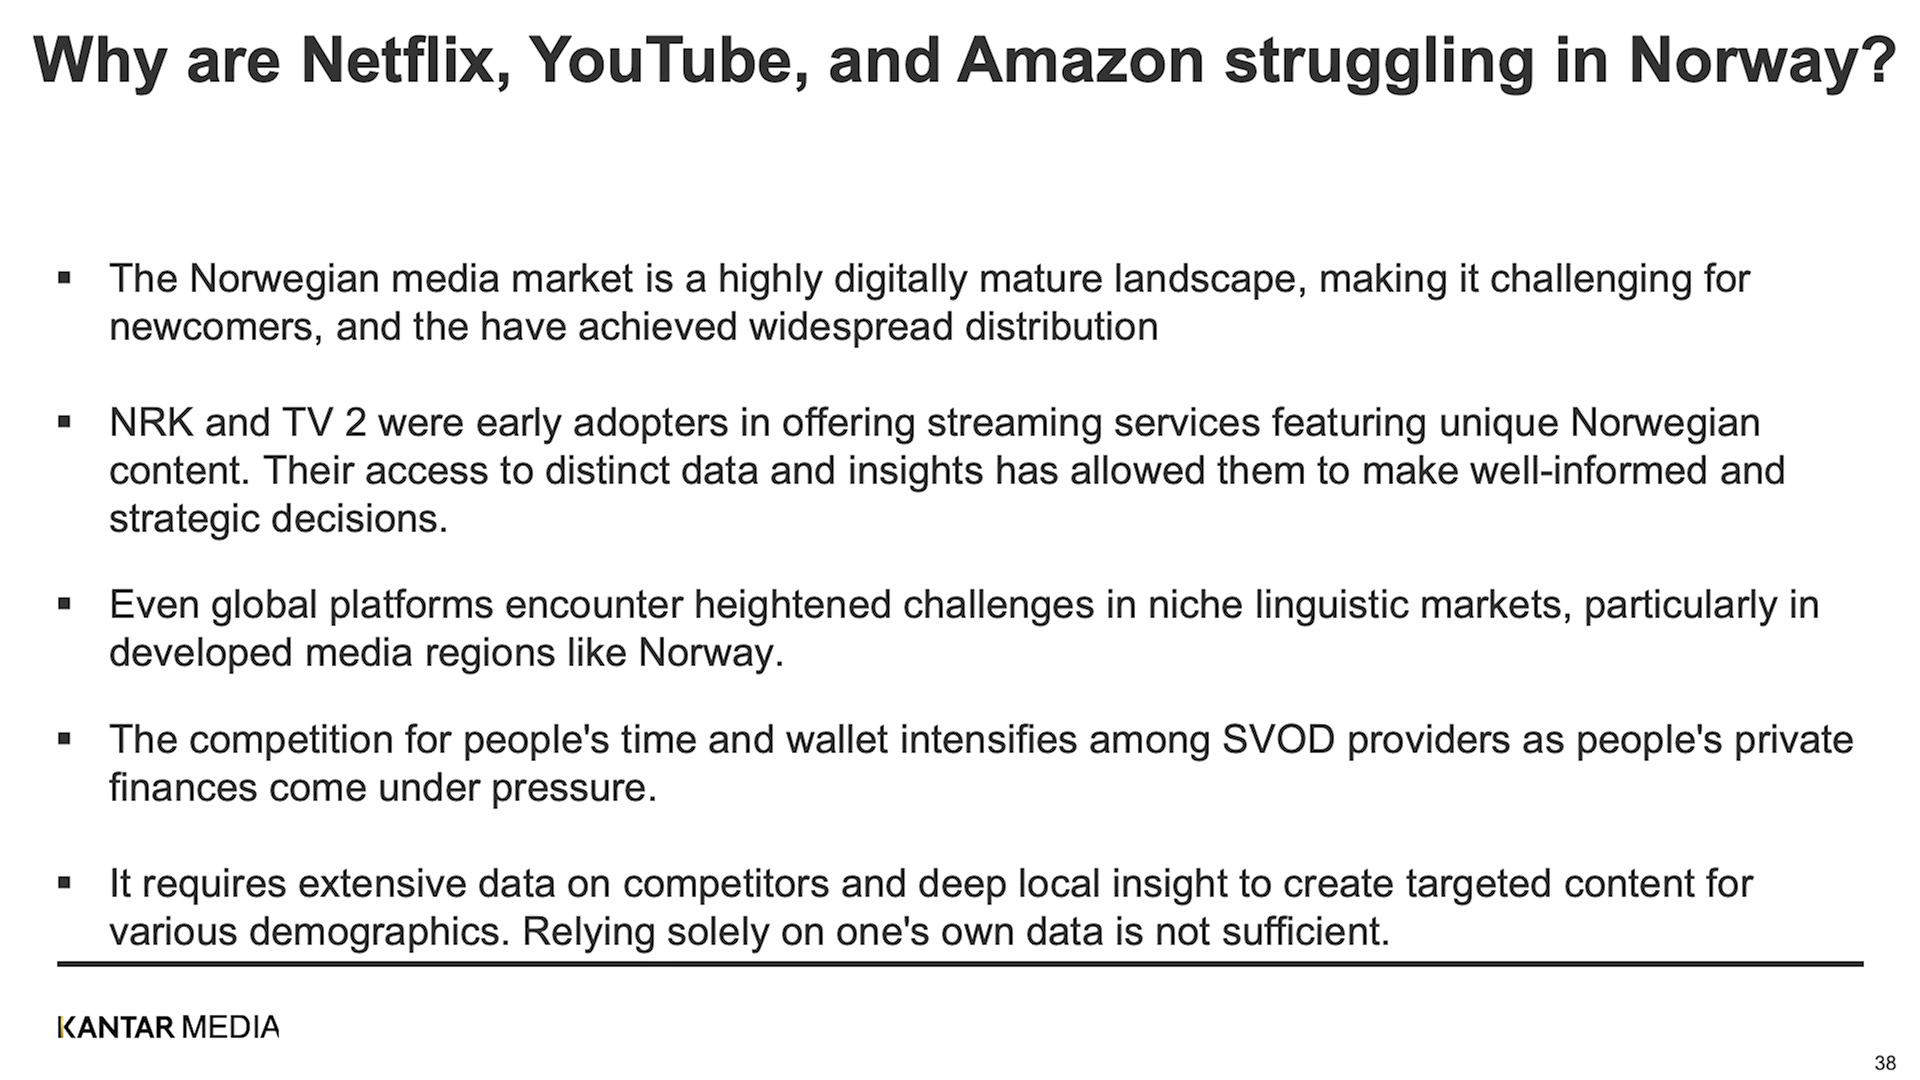 Why are Netflix, YouTube, and Amazon struggling in Norway?
▪ The Norwegian media market is a highly digitally mature landscape, making it challenging for
newcomers, and the have achieved widespread distribution
▪ NRK and TV 2 were early adopters in offering streaming services featuring unique Norwegian
content. Their access to distinct data and insights has allowed them to make well-informed and
strategic decisions.
▪ Even global platforms encounter heightened challenges in niche linguistic markets, particularly in
developed media regions like Norway.
▪ The competition for people's time and wallet intensifies among SVOD providers as people's private
finances come under pressure.
▪ It requires extensive data on competitors and deep local insight to create targeted content for
various demographics. Relying solely on one's own data is not sufficient.
KANTAR MEDIA
38